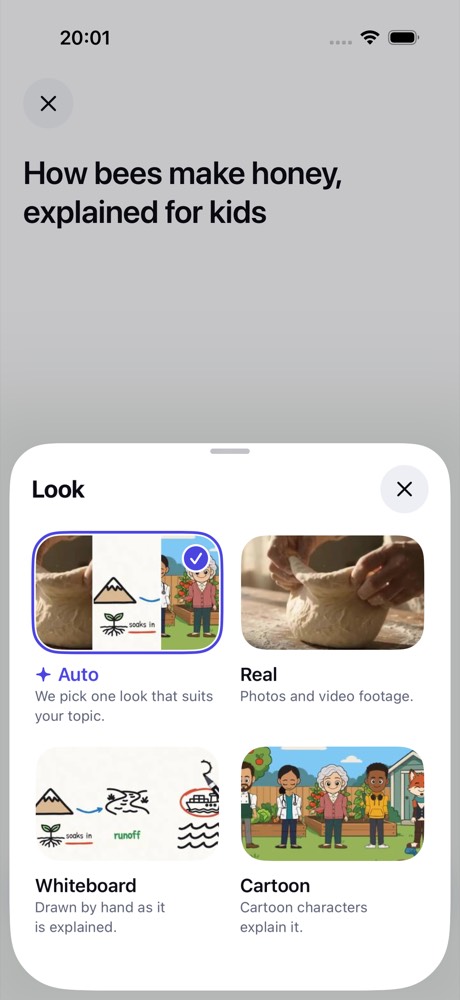 20:01
How bees make honey,
explained for kids
Look
soaks in
Auto
We pick one look that suits
your topic.
Real
Photos and video footage.
soaks in
runoff
Whiteboard
Drawn by hand as it
is explained.
Cartoon
Cartoon characters
explain it.